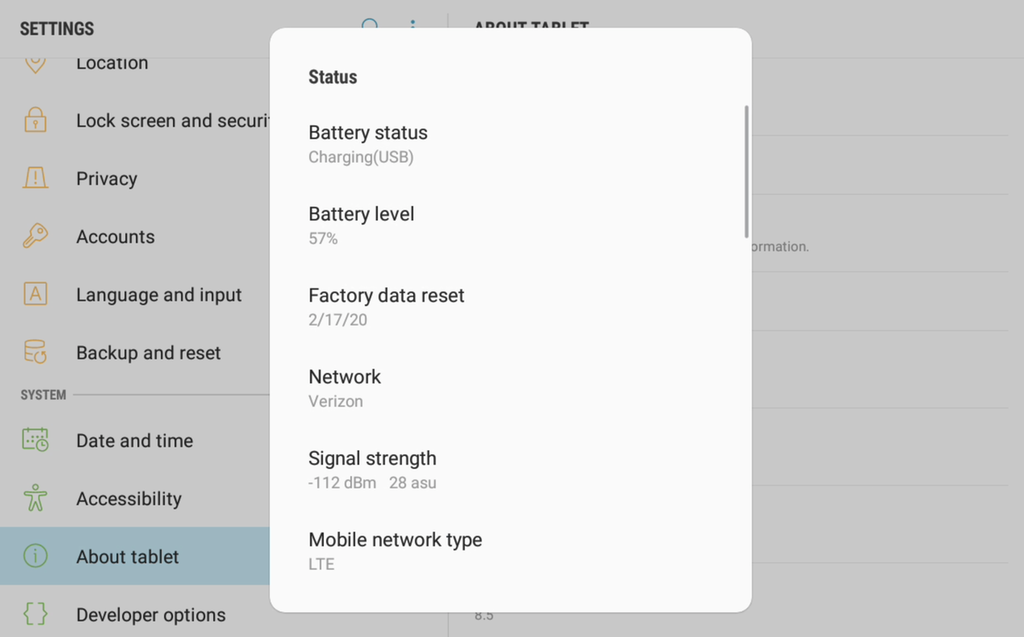 SETTINGS
ABOUT TABLET
Location
Lock screen and securi
Privacy
Accounts
Language and input
Backup and reset
SYSTEM
Date and time
Accessibility
About tablet
Developer options
Status
Battery status
Charging(USB)
Battery level
57%
Factory data reset
2/17/20
Network
Verizon
Signal strength
-112 dBm 28 asu
Mobile network type
LTE
ormation.
8.5